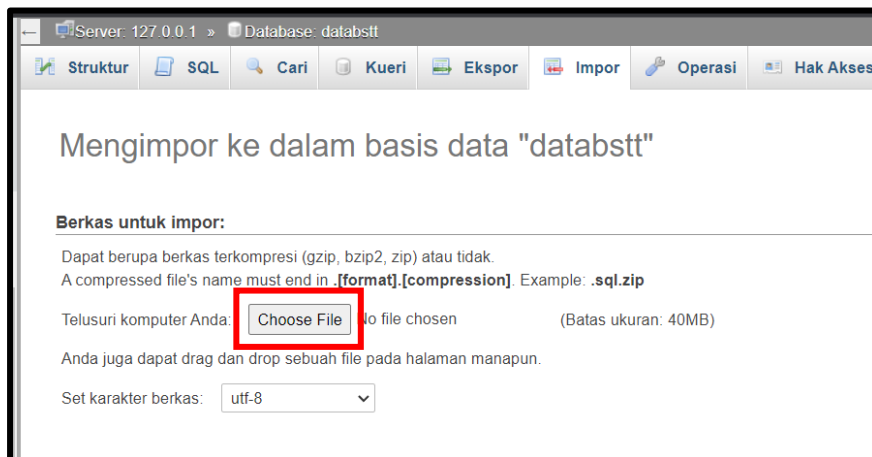 Server: 127.0.0.1 » Database: databstt
Struktur SQL Cari Kueri Ekspor Impor Operasi Hak Akses
Mengimpor ke dalam basis data "databstt"
Berkas untuk impor:
Dapat berupa berkas terkompresi (gzip, bzip2, zip) atau tidak.
A compressed file's name must end in .[format].[compression]. Example: .sql.zip
Telusuri komputer Anda: Choose File No file chosen (Batas ukuran: 40MB)
Anda juga dapat drag dan drop sebuah file pada halaman manapun.
Set karakter berkas: utf-8